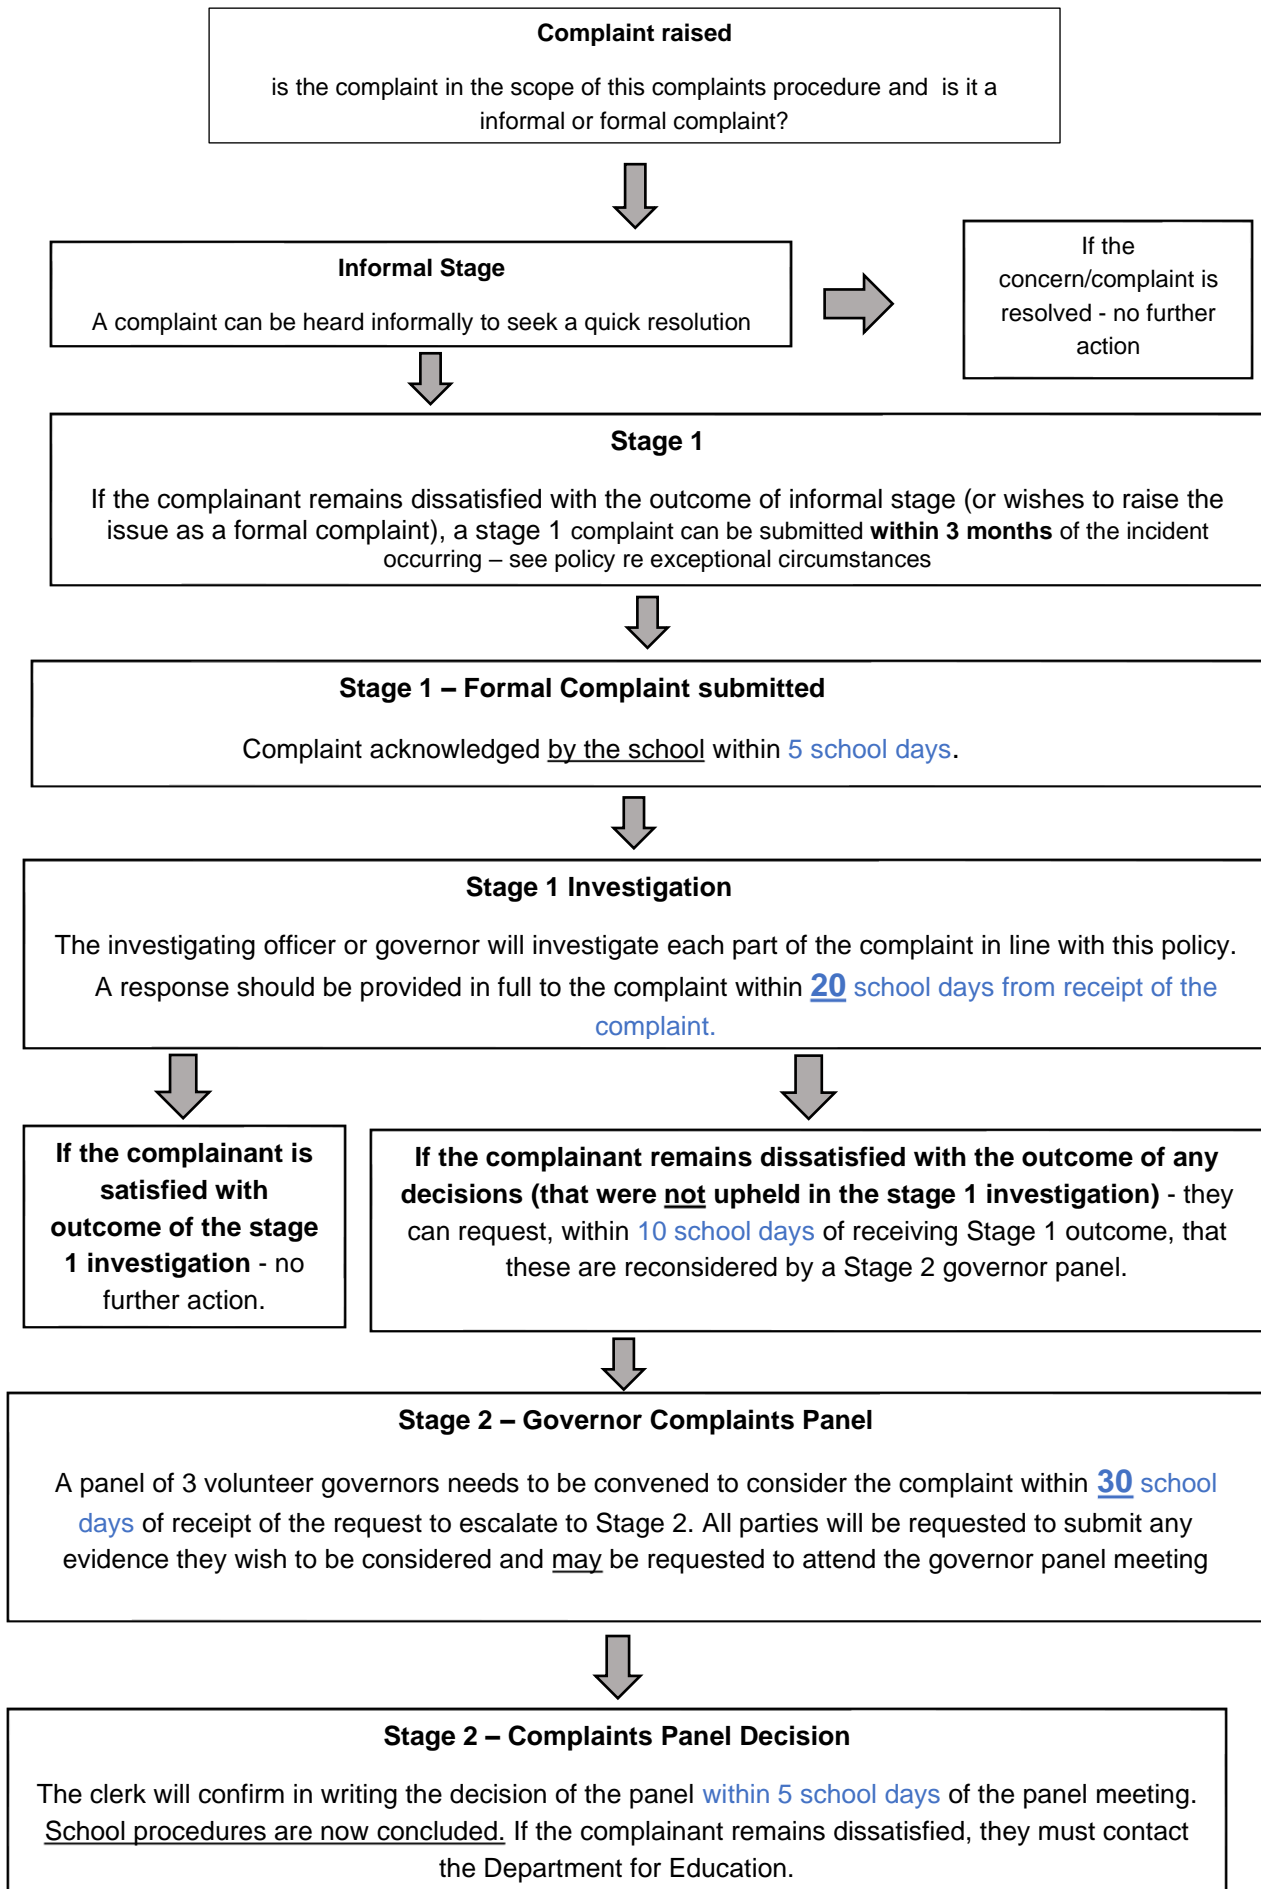 Complaint raised
is the complaint in the scope of this complaints procedure and  is it a
informal or formal complaint?
Informal Stage
A complaint can be heard informally to seek a quick resolution
If the
concern/complaint is
resolved - no further
action
Stage 1
If the complainant remains dissatisfied with the outcome of informal stage (or wishes to raise the
issue as a formal complaint), a stage 1 complaint can be submitted within 3 months of the incident
occurring – see policy re exceptional circumstances
Stage 1 – Formal Complaint submitted
Complaint acknowledged by the school within 5 school days.
Stage 1 Investigation
The investigating officer or governor will investigate each part of the complaint in line with this policy.
A response should be provided in full to the complaint within 20 school days from receipt of the
complaint.
If the complainant is
satisfied with
outcome of the stage
1 investigation - no
further action.
If the complainant remains dissatisfied with the outcome of any
decisions (that were not upheld in the stage 1 investigation) - they
can request, within 10 school days of receiving Stage 1 outcome, that
these are reconsidered by a Stage 2 governor panel.
Stage 2 – Governor Complaints Panel
A panel of 3 volunteer governors needs to be convened to consider the complaint within 30 school
days of receipt of the request to escalate to Stage 2. All parties will be requested to submit any
evidence they wish to be considered and may be requested to attend the governor panel meeting
Stage 2 – Complaints Panel Decision
The clerk will confirm in writing the decision of the panel within 5 school days of the panel meeting.
School procedures are now concluded. If the complainant remains dissatisfied, they must contact
the Department for Education.